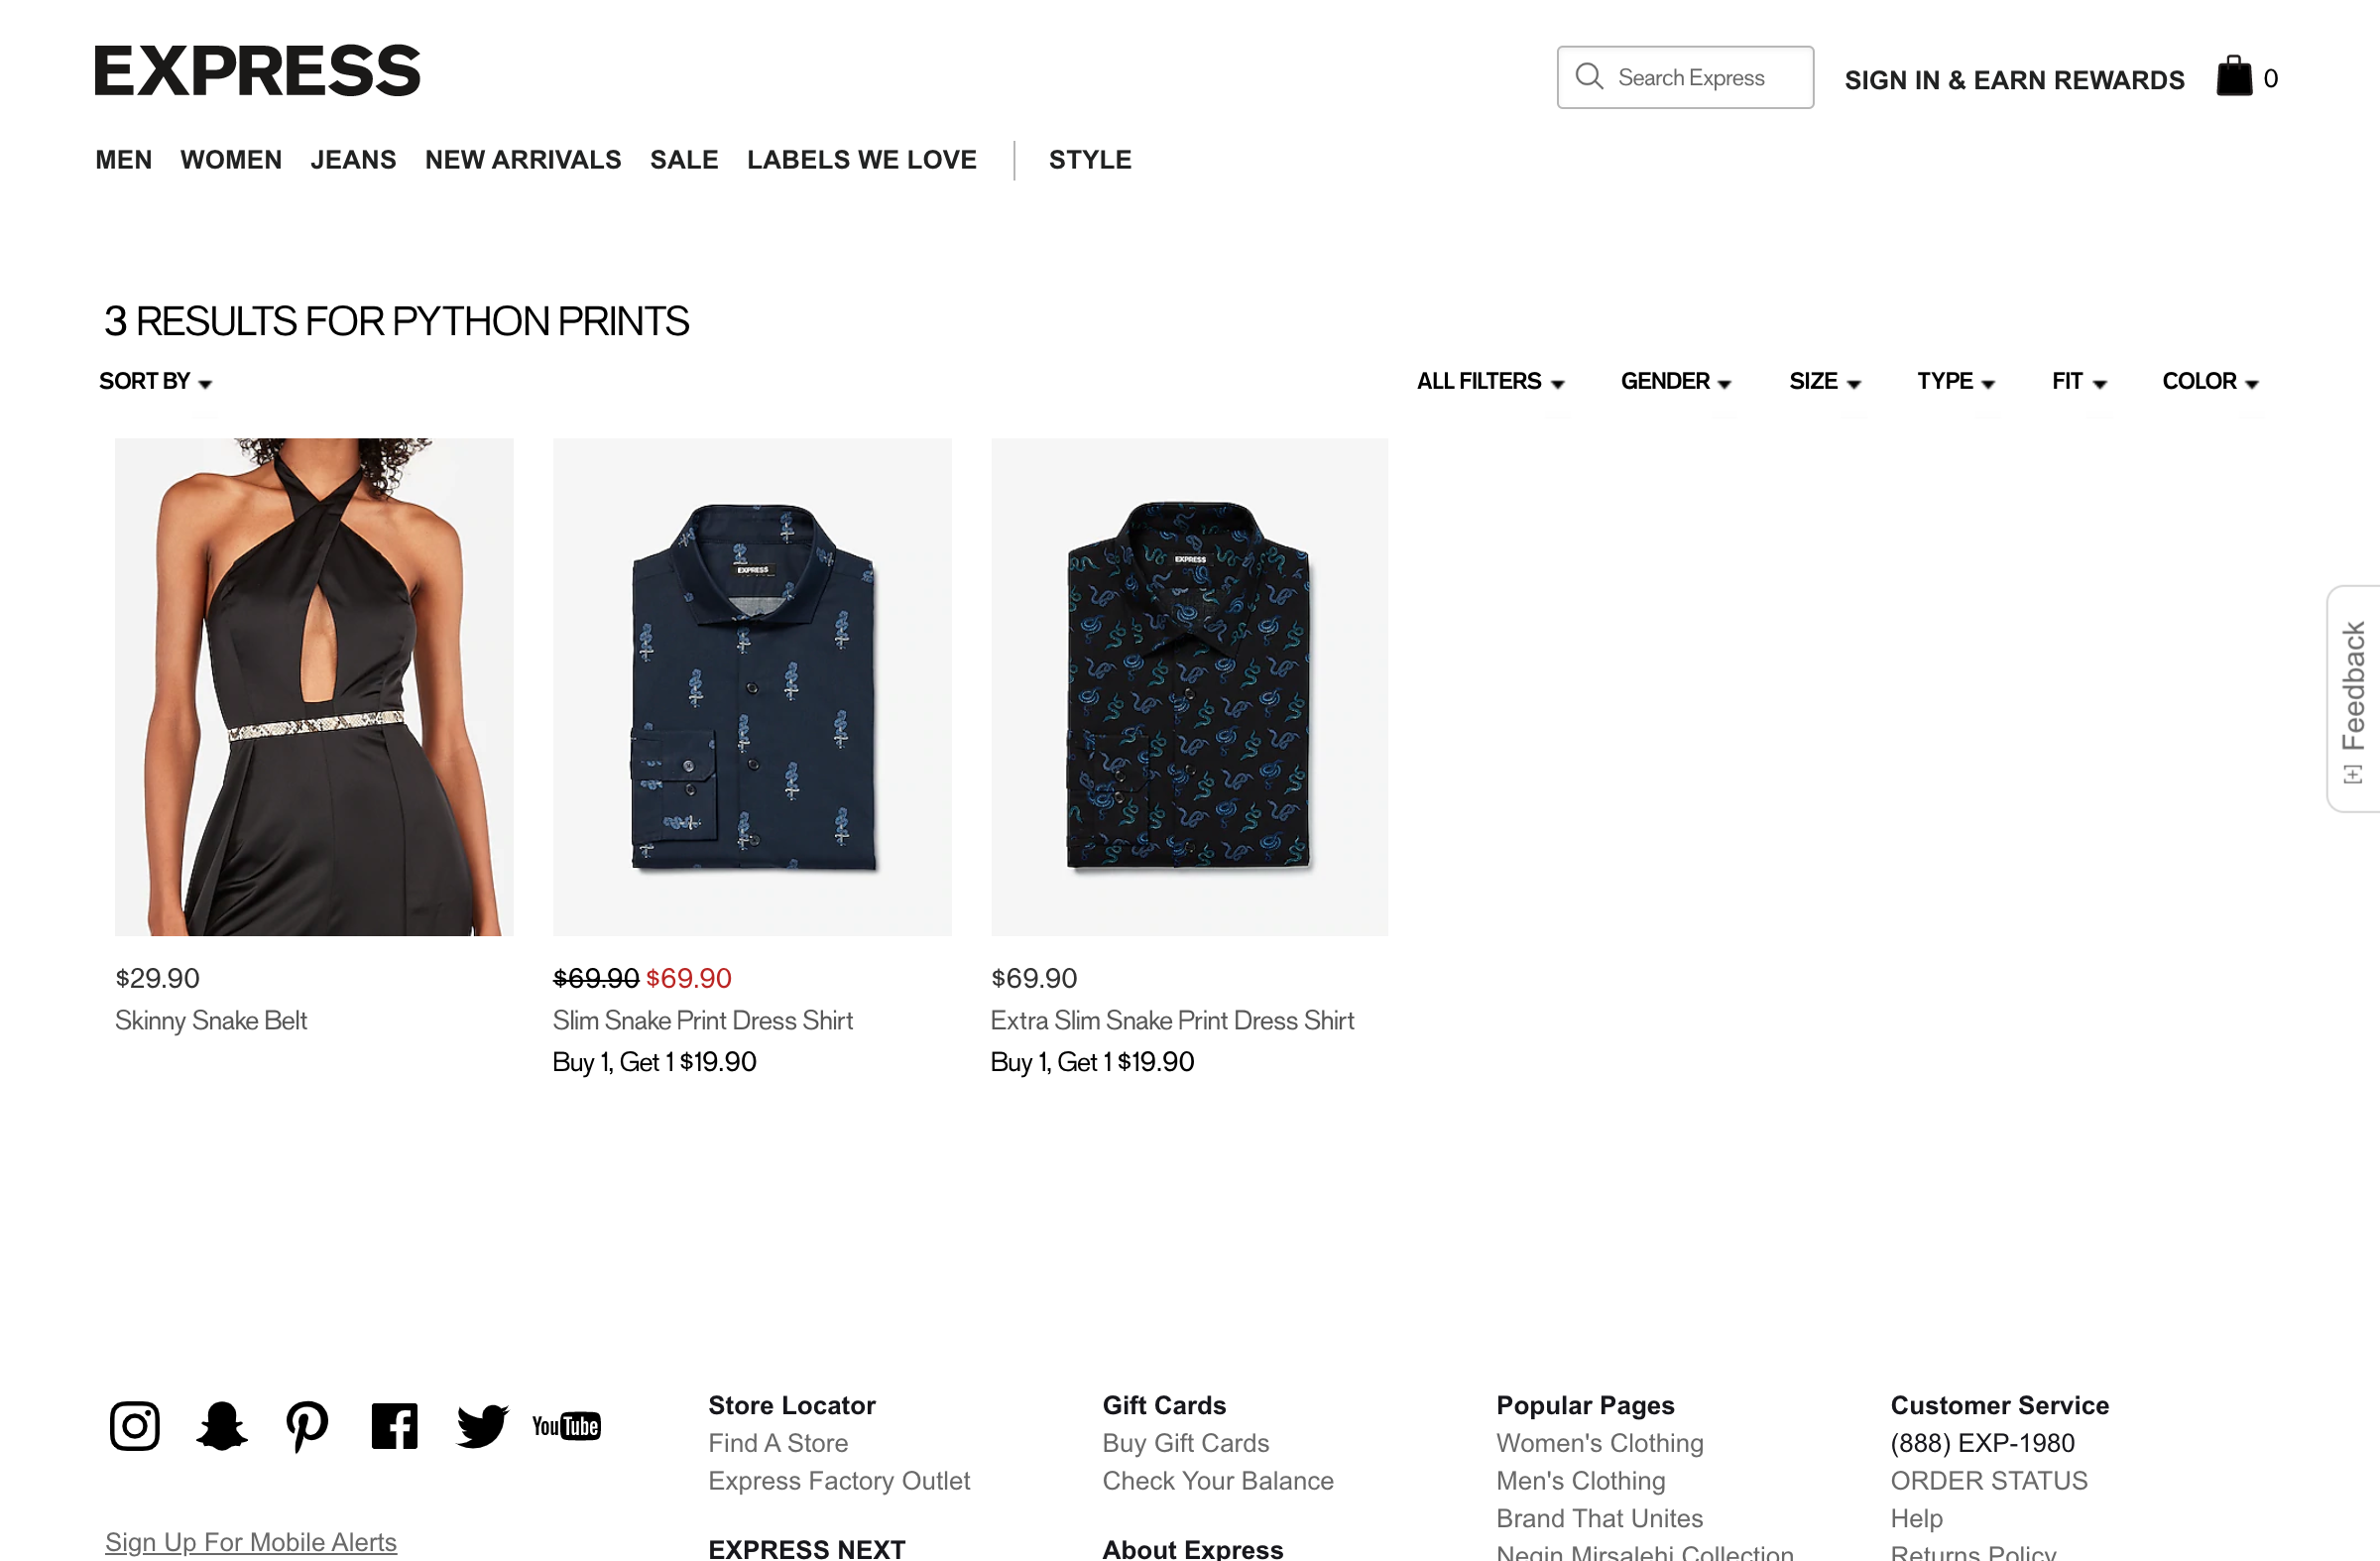 EXPRESS
Search Express
SIGN IN & EARN REWARDS
0
MEN WOMEN JEANS NEW ARRIVALS SALE LABELS WE LOVE STYLE
3 RESULTS FOR PYTHON PRINTS
SORT BY
ALL FILTERS GENDER SIZE TYPE FIT COLOR
EXPRESS
EXPRESS
[+] Feedback
$29.90
Skinny Snake Belt
$69.90 $69.90
Slim Snake Print Dress Shirt
Buy 1, Get 1 $19.90
$69.90
Extra Slim Snake Print Dress Shirt
Buy 1, Get 1 $19.90
YouTube
Sign Up For Mobile Alerts
Store Locator
Find A Store
Express Factory Outlet
EXPRESS NEXT
Gift Cards
Buy Gift Cards
Check Your Balance
About Express
Popular Pages
Women's Clothing
Men's Clothing
Brand That Unites
Negin Mirsalehi Collection
Customer Service
(888) EXP-1980
ORDER STATUS
Help
Returns Policy